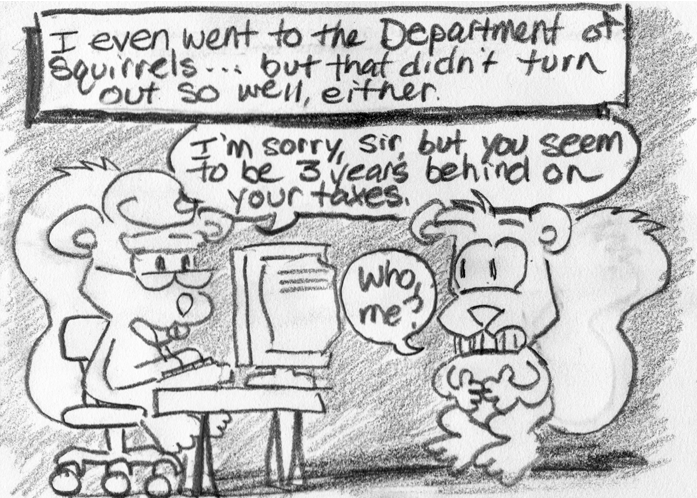 I even went to the Department of
Squirrels... but that didn't turn
out so well, either.
I'm sorry, sir, but you seem
to be 3 years behind on
your taxes.
Who,
me?